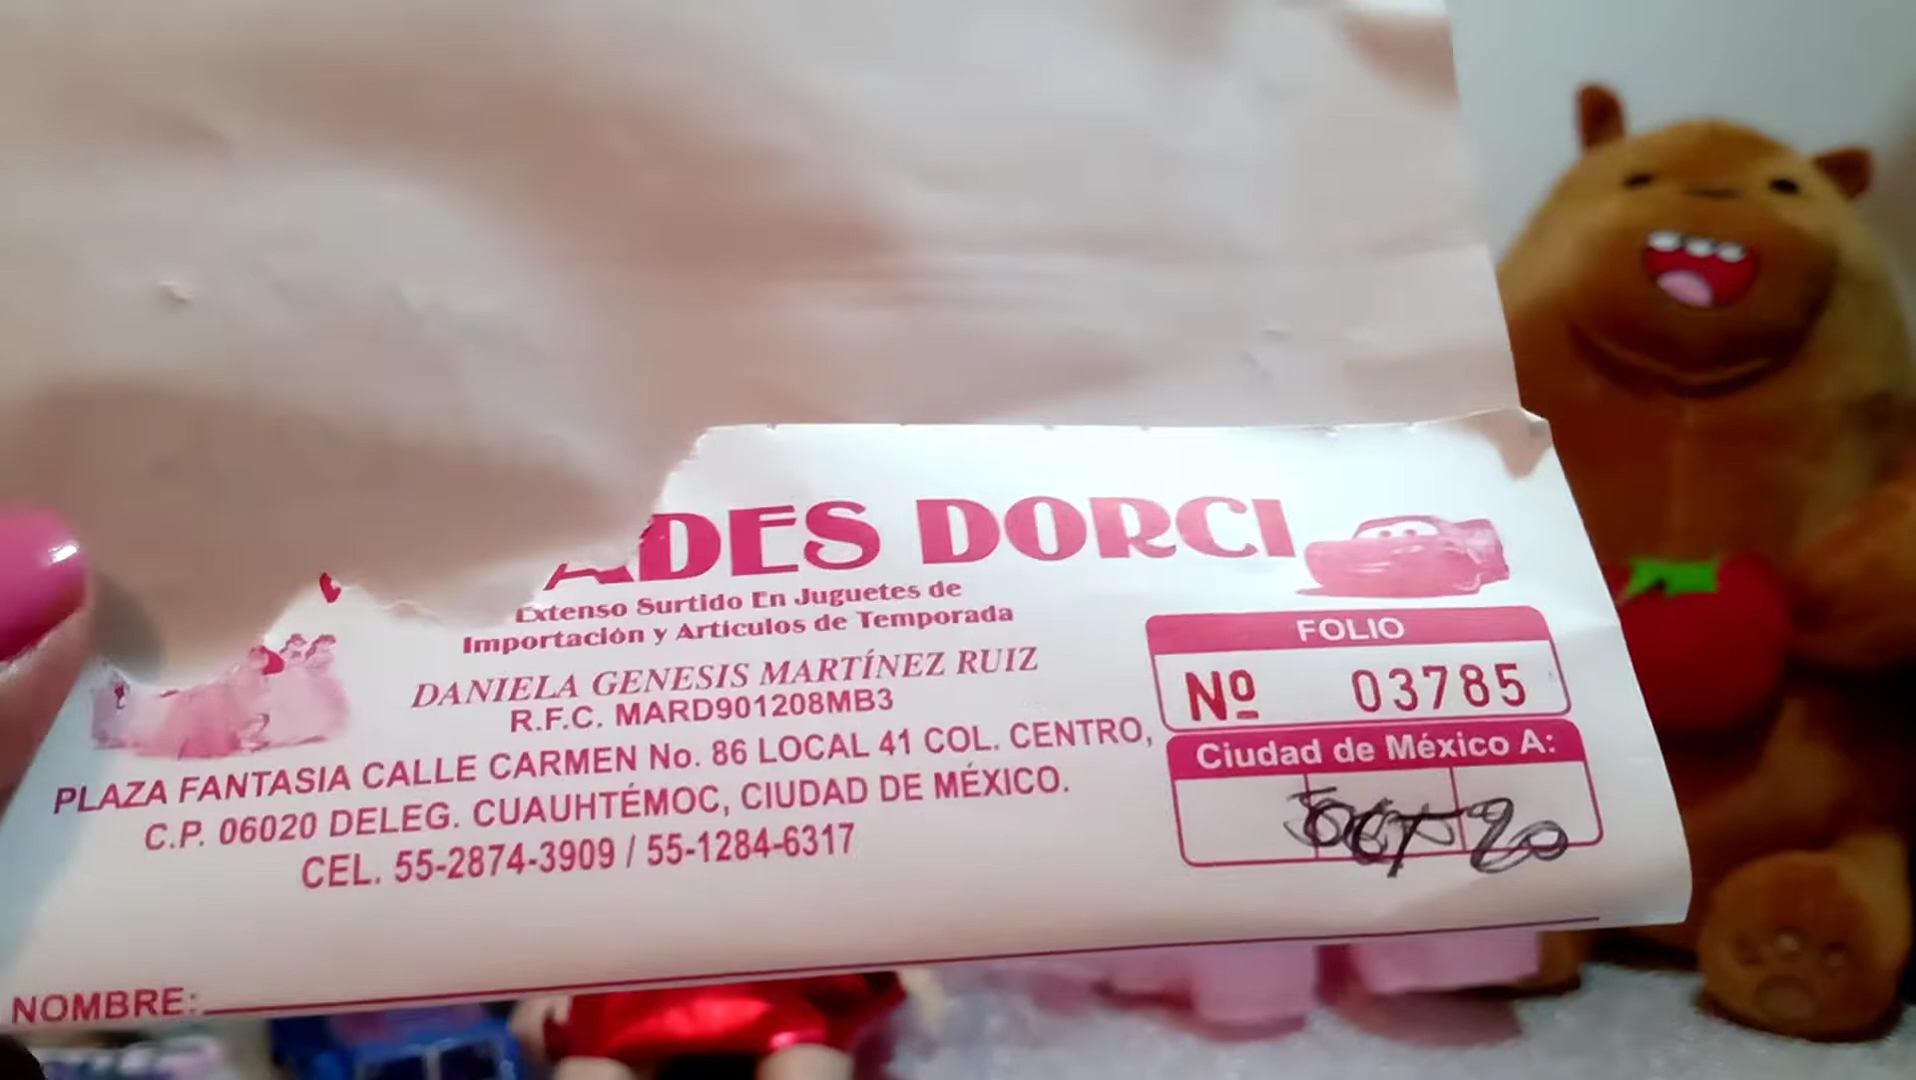 ADES DORCI
Extenso Surtido En Juguetes de
Importación y Artículos de Temporada
DANIELA GENESIS MARTÍNEZ RUIZ
R.F.C. MARD901208MB3
PLAZA FANTASIA CALLE CARMEN No. 86 LOCAL 41 COL. CENTRO,
C.P. 06020 DELEG. CUAUHTÉMOC, CIUDAD DE MÉXICO.
CEL. 55-2874-3909 / 55-1284-6317
FOLIO
Nº 03785
Ciudad de México A:
NOMBRE: